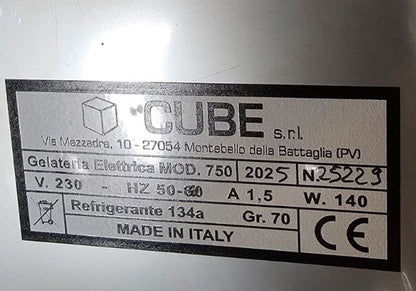 CUBE s.r.l.
Via Mezzadra, 10 - 27054 Montebello della Battaglia (PV)
Gelateria Elettrica MOD. 750 2025 N25229
V. 230 - HZ 50-60 A 1,5 W. 140
Refrigerante 134a Gr. 70
MADE IN ITALY CE